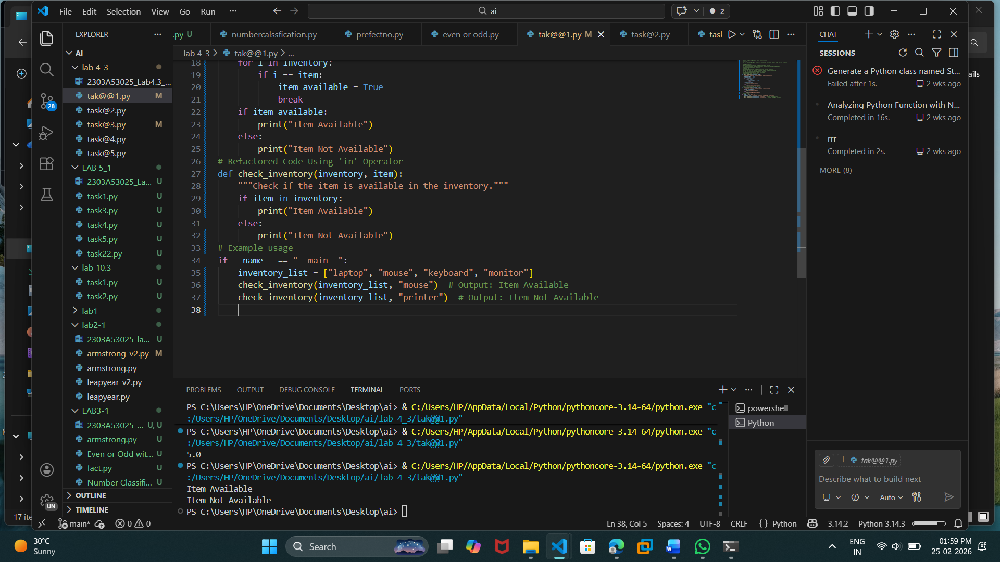 File Edit Selection View Go Run ···
ai
2
EXPLORER ···
AI
lab 4_3
2303A53025_Lab4.3_...
tak@@1.py M
task@2.py
task@3.py M
task@4.py
task@5.py
LAB 5_1
2303A53025_La... U
task1.py U
task3.py U
task4.py U
task5.py U
task22.py U
lab 10.3
task1.py U
task2.py U
lab1
lab2-1
2303A53025_la... U
armstrong_v2.py M
armstrong.py
leapyear_v2.py
leapyear.py
LAB3-1
2303A53025_... U, U
armstrong.py U
Even or Odd wit... U
fact.py U
Number Classifi... U
OUTLINE
TIMELINE
28
UN
17 ite
.py U numbercalssfication.py prefectno.py even or odd.py tak@@1.py M task@2.py tasl
lab 4_3 > tak@@1.py > ...
18 for i in inventory:
19 if i == item:
20 item_available = True
21 break
22 if item_available:
23 print("Item Available")
24 else:
25 print("Item Not Available")
26 # Refactored Code Using 'in' Operator
27 def check_inventory(inventory, item):
28 """Check if the item is available in the inventory."""
29 if item in inventory:
30 print("Item Available")
31 else:
32 print("Item Not Available")
33 # Example usage
34 if __name__ == "__main__":
35 inventory_list = ["laptop", "mouse", "keyboard", "monitor"]
36 check_inventory(inventory_list, "mouse")  # Output: Item Available
37 check_inventory(inventory_list, "printer")  # Output: Item Not Available
38
PROBLEMS OUTPUT DEBUG CONSOLE TERMINAL PORTS
PS C:\Users\HP\OneDrive\Documents\Desktop\ai> & C:/Users/HP/AppData/Local/Python/pythoncore-3.14-64/python.exe "c
:/Users/HP/OneDrive/Documents/Desktop/ai/lab 4_3/tak@@1.py"
PS C:\Users\HP\OneDrive\Documents\Desktop\ai> & C:/Users/HP/AppData/Local/Python/pythoncore-3.14-64/python.exe "c
:/Users/HP/OneDrive/Documents/Desktop/ai/lab 4_3/tak@@1.py"
5.0
PS C:\Users\HP\OneDrive\Documents\Desktop\ai> & C:/Users/HP/AppData/Local/Python/pythoncore-3.14-64/python.exe "c
:/Users/HP/OneDrive/Documents/Desktop/ai/lab 4_3/tak@@1.py"
Item Available
Item Not Available
PS C:\Users\HP\OneDrive\Documents\Desktop\ai>
powershell
Python
CHAT
SESSIONS
Generate a Python class named St...
Failed after 1s. 2 wks ago
Analyzing Python Function with N...
Completed in 16s. 2 wks ago
rrr
Completed in 2s. 2 wks ago
MORE (8)
tak@@1.py
Describe what to build next
Auto
ails
main* 0 0
Ln 38, Col 5 Spaces: 4 UTF-8 CRLF { } Python 3.14.2 Python 3.14.3
30°C
Sunny
Search
ENG
IN
01:59 PM
25-02-2026